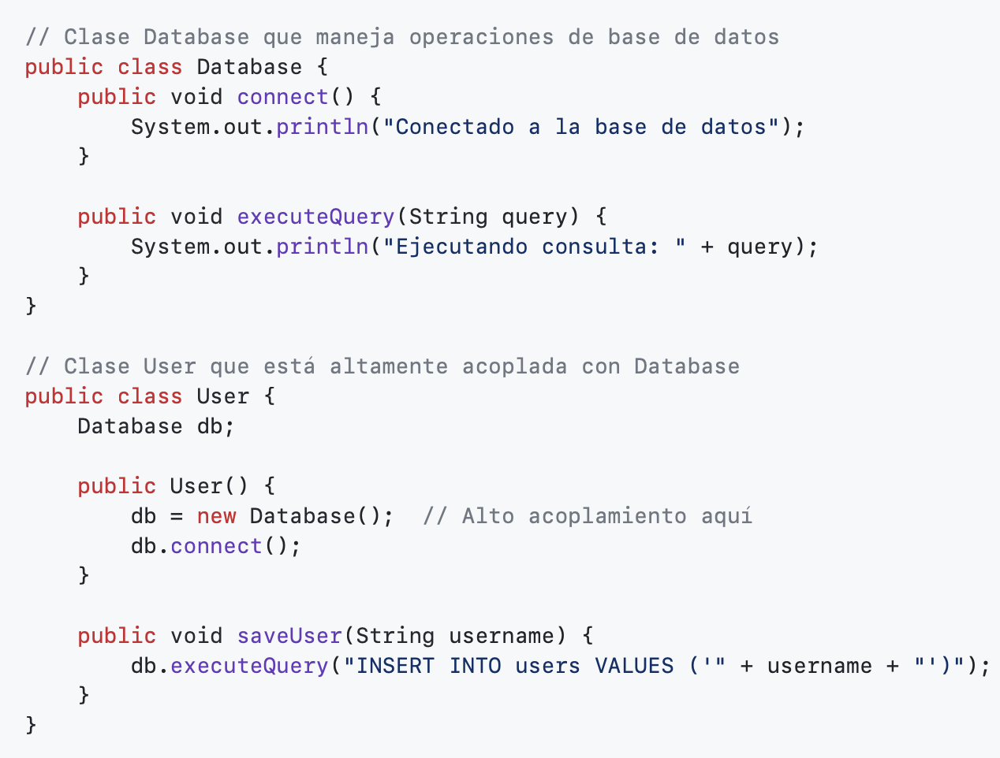 // Clase Database que maneja operaciones de base de datos
public class Database {
    public void connect() {
        System.out.println("Conectado a la base de datos");
    }

    public void executeQuery(String query) {
        System.out.println("Ejecutando consulta: " + query);
    }
}

// Clase User que está altamente acoplada con Database
public class User {
    Database db;

    public User() {
        db = new Database();  // Alto acoplamiento aquí
        db.connect();
    }

    public void saveUser(String username) {
        db.executeQuery("INSERT INTO users VALUES ('" + username + "')");
    }
}